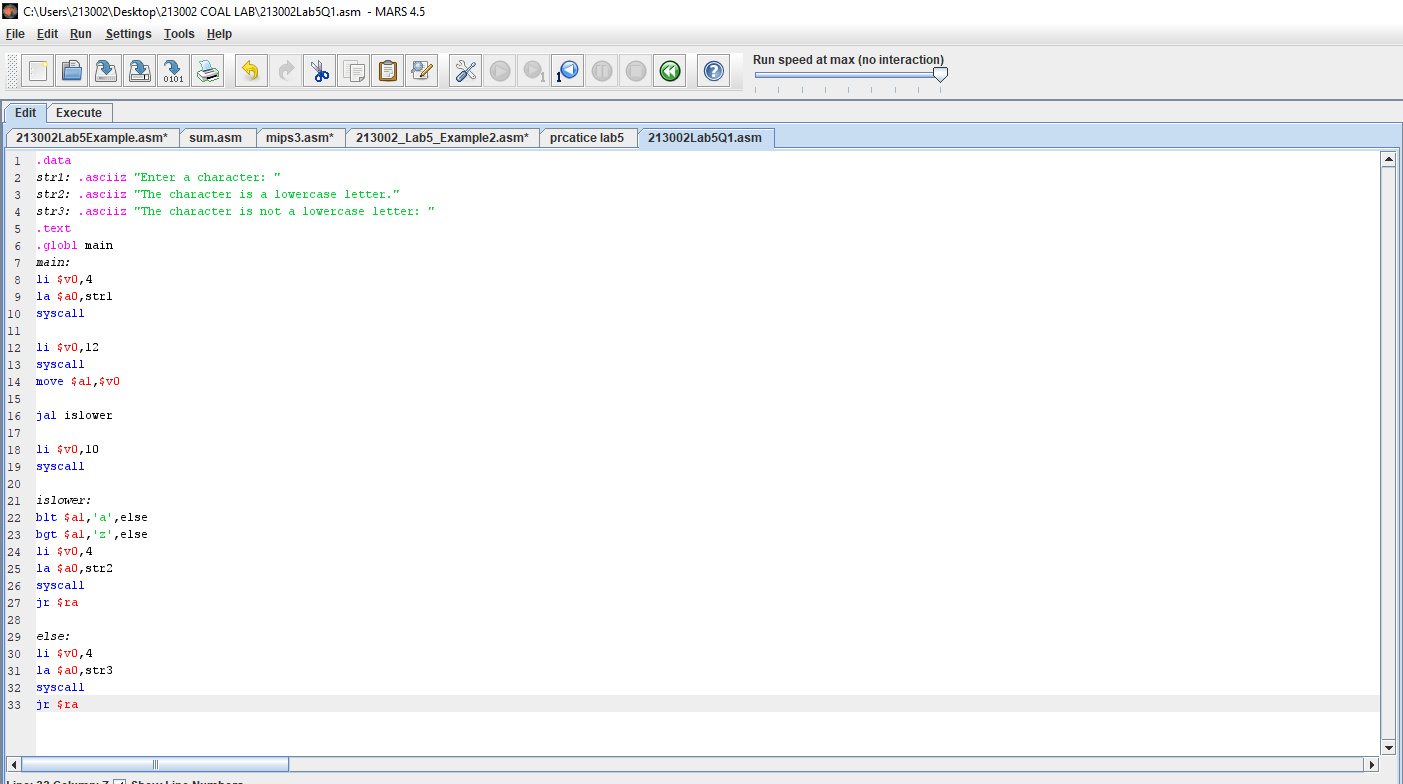 C:\Users\213002\Desktop\213002 COAL LAB\213002Lab5Q1.asm - MARS 4.5
File Edit Run Settings Tools Help
Run speed at max (no interaction)
Edit Execute
213002Lab5Example.asm* sum.asm mips3.asm* 213002_Lab5_Example2.asm* prcatice lab5 213002Lab5Q1.asm
1 .data
2 str1: .asciiz "Enter a character: "
3 str2: .asciiz "The character is a lowercase letter."
4 str3: .asciiz "The character is not a lowercase letter: "
5 .text
6 .globl main
7 main:
8 li $v0,4
9 la $a0,str1
10 syscall
11
12 li $v0,12
13 syscall
14 move $a1,$v0
15
16 jal islower
17
18 li $v0,10
19 syscall
20
21 islower:
22 blt $a1,'a',else
23 bgt $a1,'z',else
24 li $v0,4
25 la $a0,str2
26 syscall
27 jr $ra
28
29 else:
30 li $v0,4
31 la $a0,str3
32 syscall
33 jr $ra
Line: 33 Column: 7 Show Line Numbers